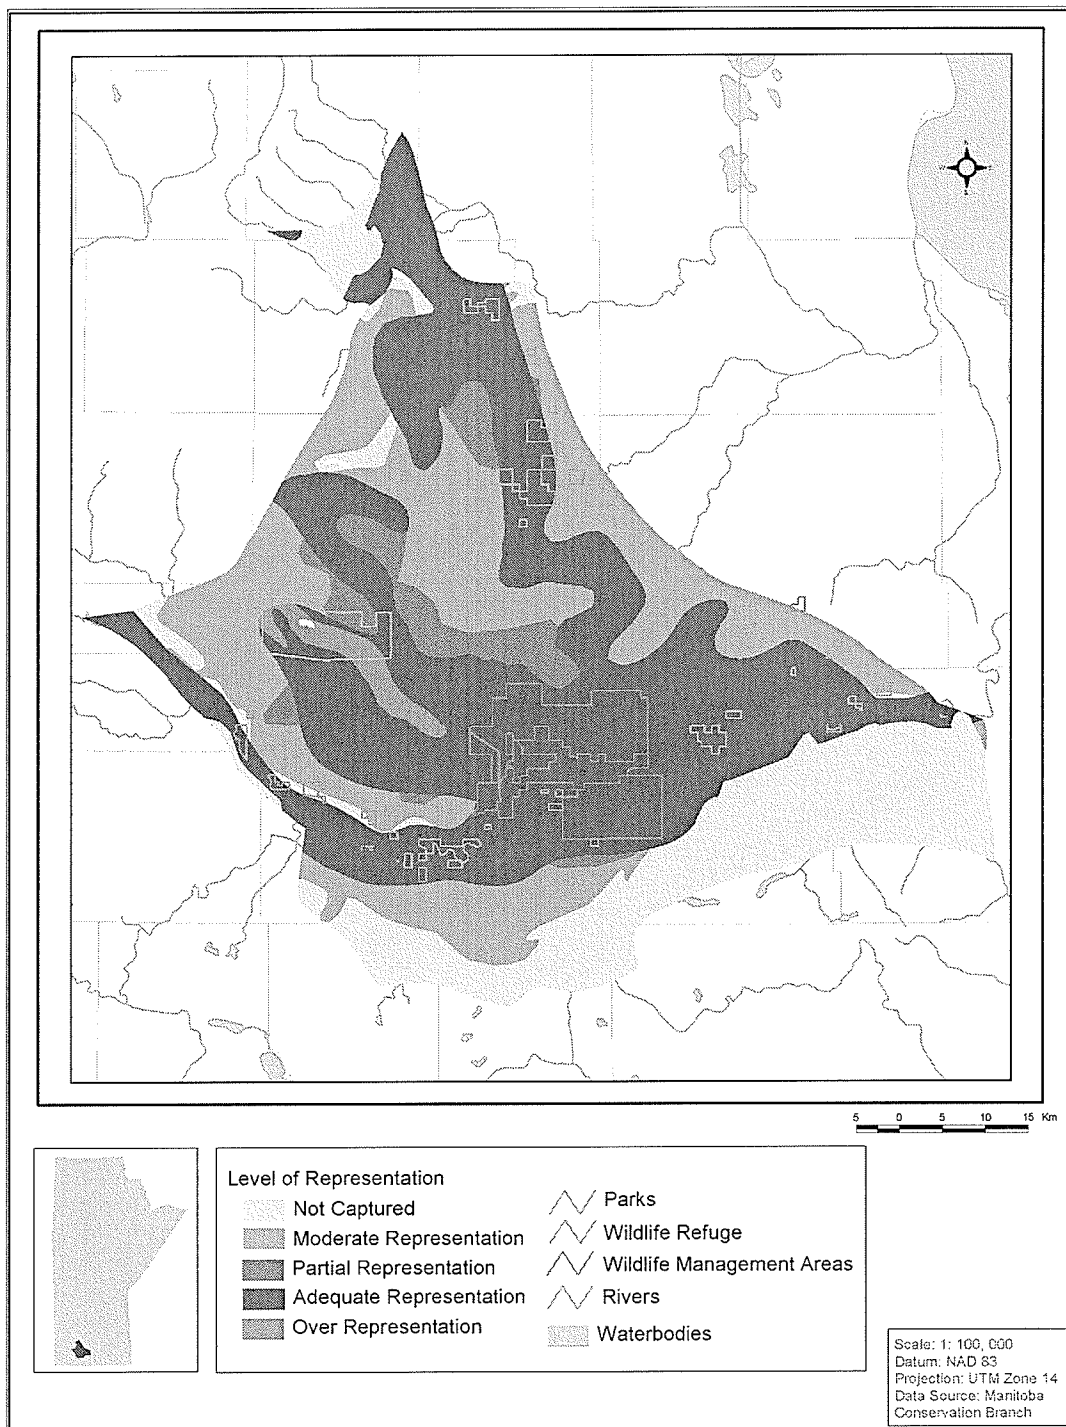 N
W
E
S
5 0 5 10 15 Km
Level of Representation
Not Captured
Moderate Representation
Partial Representation
Adequate Representation
Over Representation
Parks
Wildlife Refuge
Wildlife Management Areas
Rivers
Waterbodies
Scale: 1: 100, 000
Datum: NAD 83
Projection: UTM Zone 14
Data Source: Manitoba
Conservation Branch